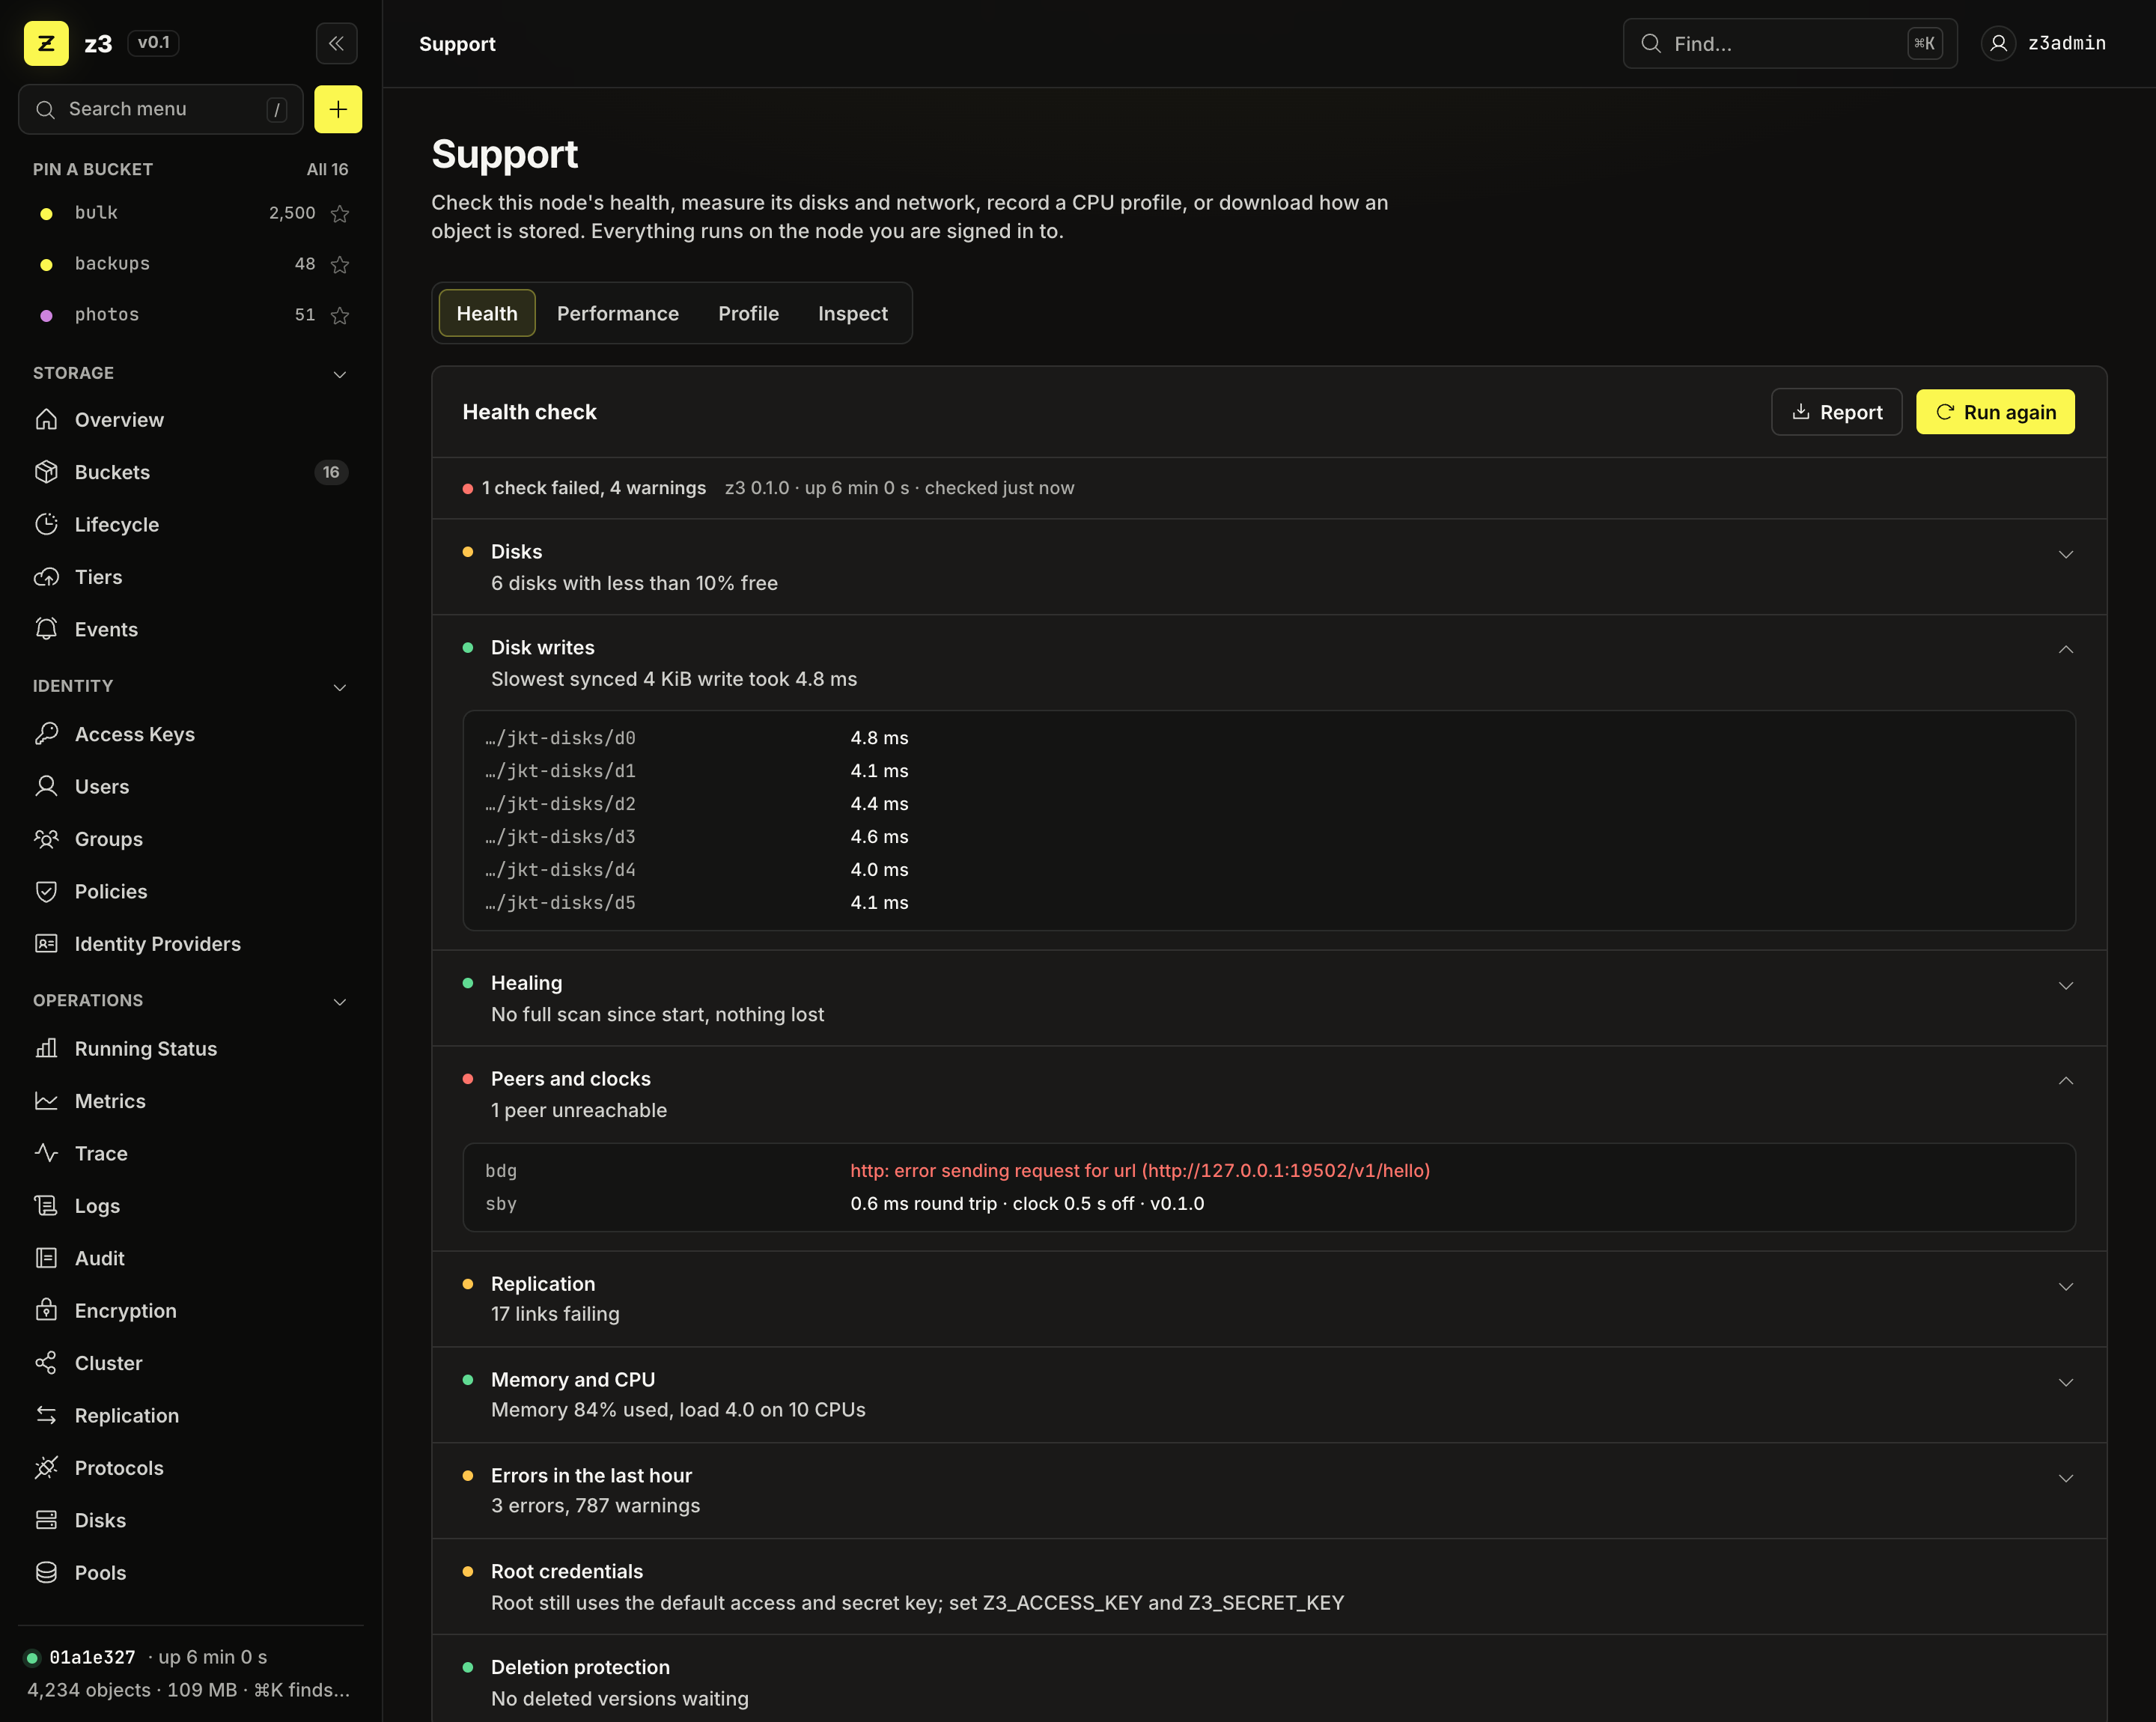 z3 v0.1
Search menu /
PIN A BUCKET All 16
bulk 2,500
backups 48
photos 51
STORAGE
Overview
Buckets 16
Lifecycle
Tiers
Events
IDENTITY
Access Keys
Users
Groups
Policies
Identity Providers
OPERATIONS
Running Status
Metrics
Trace
Logs
Audit
Encryption
Cluster
Replication
Protocols
Disks
Pools
01a1e327 · up 6 min 0 s
4,234 objects · 109 MB · ⌘K finds...
Support
Find... ⌘K
z3admin
Support
Check this node's health, measure its disks and network, record a CPU profile, or download how an
object is stored. Everything runs on the node you are signed in to.
Health Performance Profile Inspect
Health check
Report Run again
1 check failed, 4 warnings z3 0.1.0 · up 6 min 0 s · checked just now
Disks
6 disks with less than 10% free
Disk writes
Slowest synced 4 KiB write took 4.8 ms
…/jkt-disks/d0 4.8 ms
…/jkt-disks/d1 4.1 ms
…/jkt-disks/d2 4.4 ms
…/jkt-disks/d3 4.6 ms
…/jkt-disks/d4 4.0 ms
…/jkt-disks/d5 4.1 ms
Healing
No full scan since start, nothing lost
Peers and clocks
1 peer unreachable
bdg http: error sending request for url (http://127.0.0.1:19502/v1/hello)
sby 0.6 ms round trip · clock 0.5 s off · v0.1.0
Replication
17 links failing
Memory and CPU
Memory 84% used, load 4.0 on 10 CPUs
Errors in the last hour
3 errors, 787 warnings
Root credentials
Root still uses the default access and secret key; set Z3_ACCESS_KEY and Z3_SECRET_KEY
Deletion protection
No deleted versions waiting